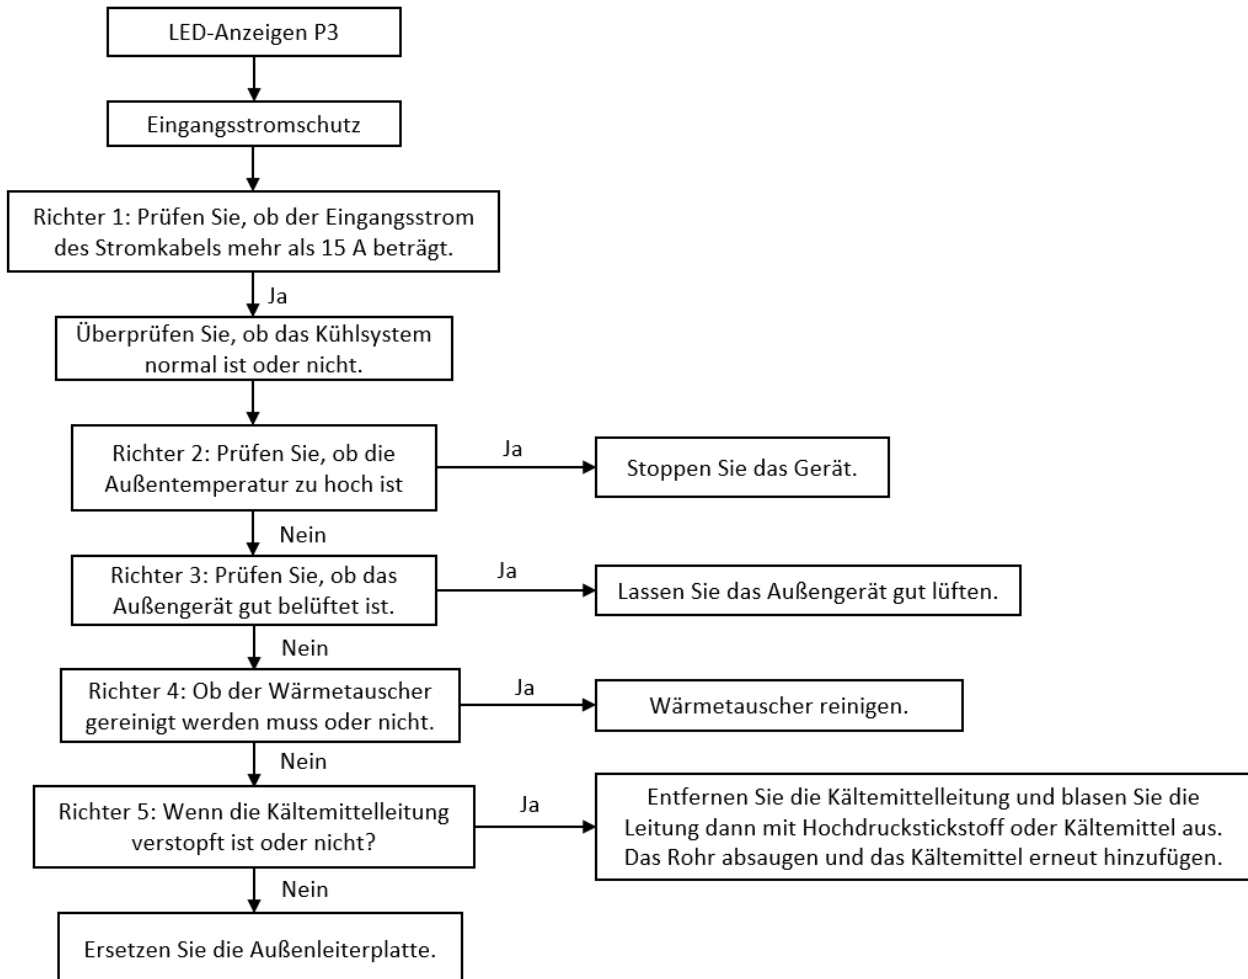 LED-Anzeigen P3
Eingangsstromschutz
Richter 1: Prüfen Sie, ob der Eingangsstrom
des Stromkabels mehr als 15 A beträgt.
Ja
Überprüfen Sie, ob das Kühlsystem
normal ist oder nicht.
Richter 2: Prüfen Sie, ob die
Außentemperatur zu hoch ist
Ja
Stoppen Sie das Gerät.
Nein
Richter 3: Prüfen Sie, ob das
Außengerät gut belüftet ist.
Ja
Lassen Sie das Außengerät gut lüften.
Nein
Richter 4: Ob der Wärmetauscher
gereinigt werden muss oder nicht.
Ja
Wärmetauscher reinigen.
Nein
Richter 5: Wenn die Kältemittelleitung
verstopft ist oder nicht?
Ja
Entfernen Sie die Kältemittelleitung und blasen Sie die
Leitung dann mit Hochdruckstickstoff oder Kältemittel aus.
Das Rohr absaugen und das Kältemittel erneut hinzufügen.
Nein
Ersetzen Sie die Außenleiterplatte.